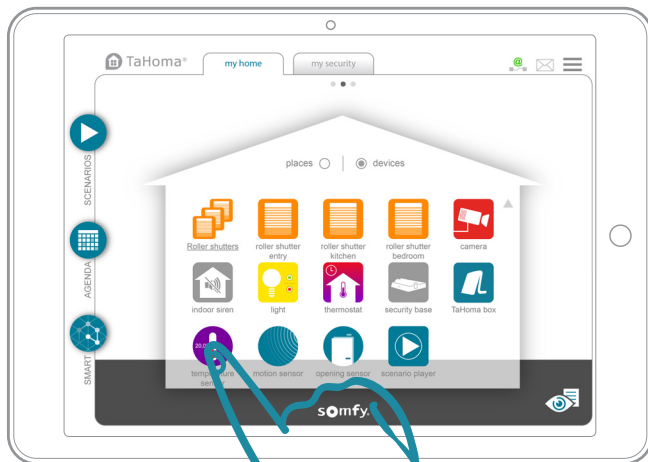 TaHoma®
my home
my security
@
places
devices
SCENARIOS
AGENDA
SMART
Roller shutters
roller shutter
entry
roller shutter
kitchen
roller shutter
bedroom
camera
indoor siren
light
thermostat
security base
TaHoma box
20.0
temperature
sensor
motion sensor
opening sensor
scenario player
somfy.